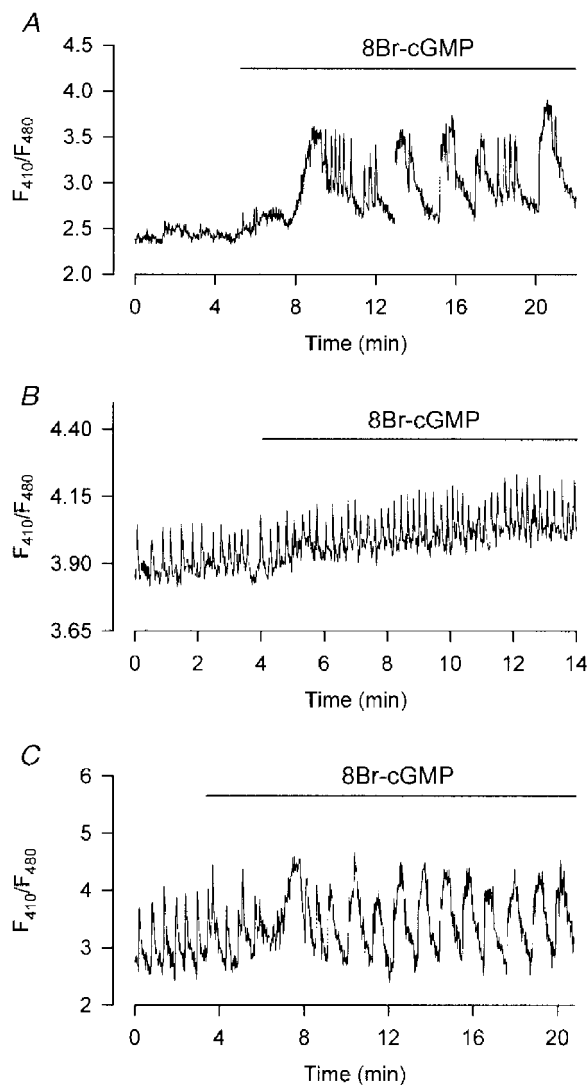 A
8Br-cGMP
4.5
4.0
3.5
3.0
2.5
2.0
F410/F480
0 4 8 12 16 20
Time (min)
B
8Br-cGMP
4.40
4.15
3.90
3.65
F410/F480
0 2 4 6 8 10 12 14
Time (min)
C
8Br-cGMP
6
5
4
3
2
F410/F480
0 4 8 12 16 20
Time (min)